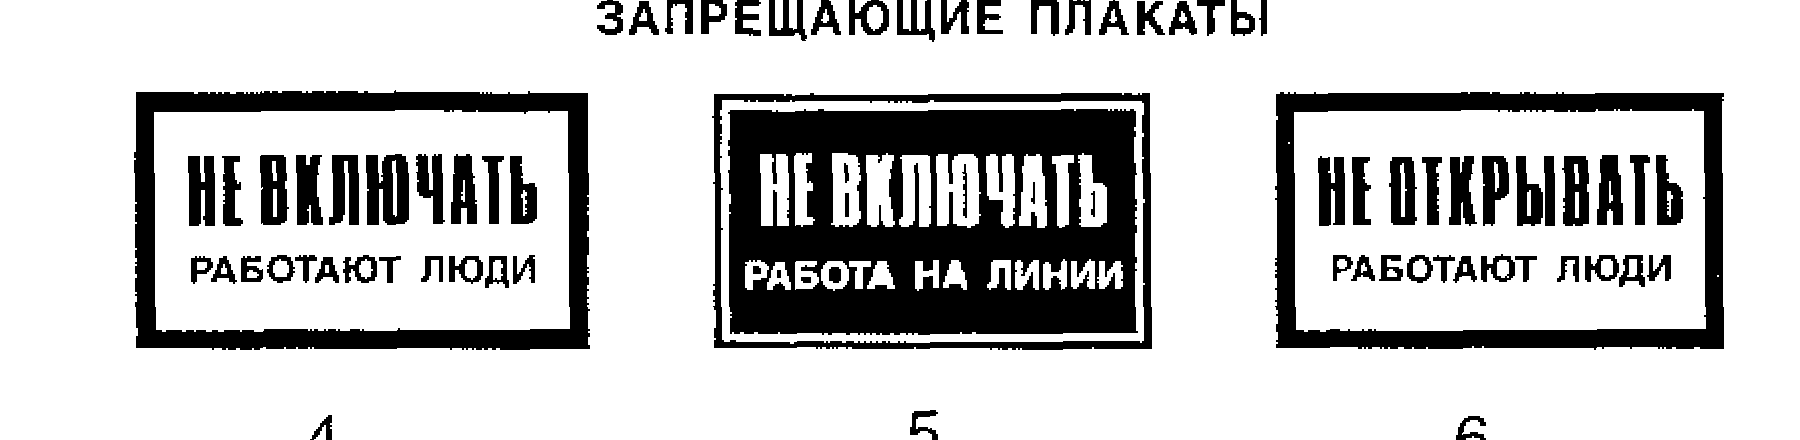 ЗАПРЕЩАЮЩИЕ ПЛАКАТЫ
НЕ ВКЛЮЧАТЬ
РАБОТАЮТ ЛЮДИ
НЕ ВКЛЮЧАТЬ
РАБОТА НА ЛИНИИ
НЕ ОТКРЫВАТЬ
РАБОТАЮТ ЛЮДИ
4 5 6